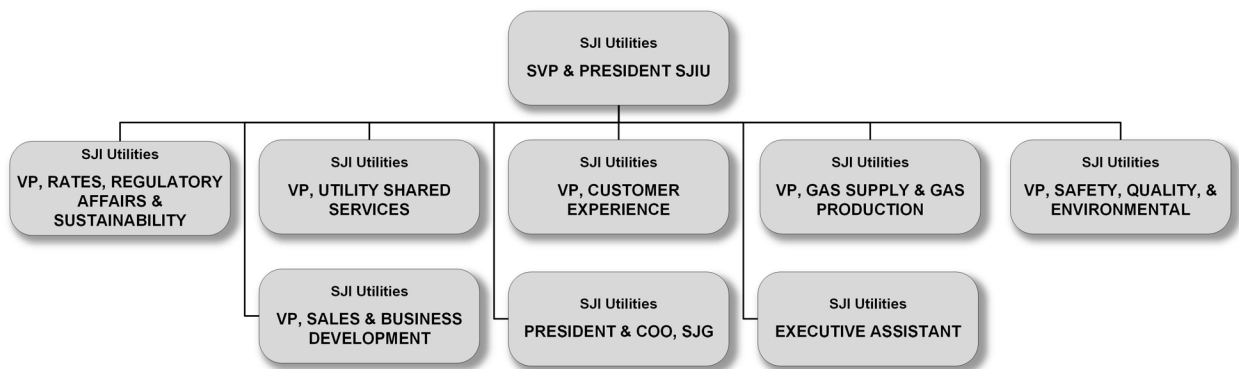 SJI Utilities
SVP & PRESIDENT SJIU
SJI Utilities
VP, RATES, REGULATORY
AFFAIRS &
SUSTAINABILITY
SJI Utilities
VP, UTILITY SHARED
SERVICES
SJI Utilities
VP, CUSTOMER
EXPERIENCE
SJI Utilities
VP, GAS SUPPLY & GAS
PRODUCTION
SJI Utilities
VP, SAFETY, QUALITY, &
ENVIRONMENTAL
SJI Utilities
VP, SALES & BUSINESS
DEVELOPMENT
SJI Utilities
PRESIDENT & COO, SJG
SJI Utilities
EXECUTIVE ASSISTANT